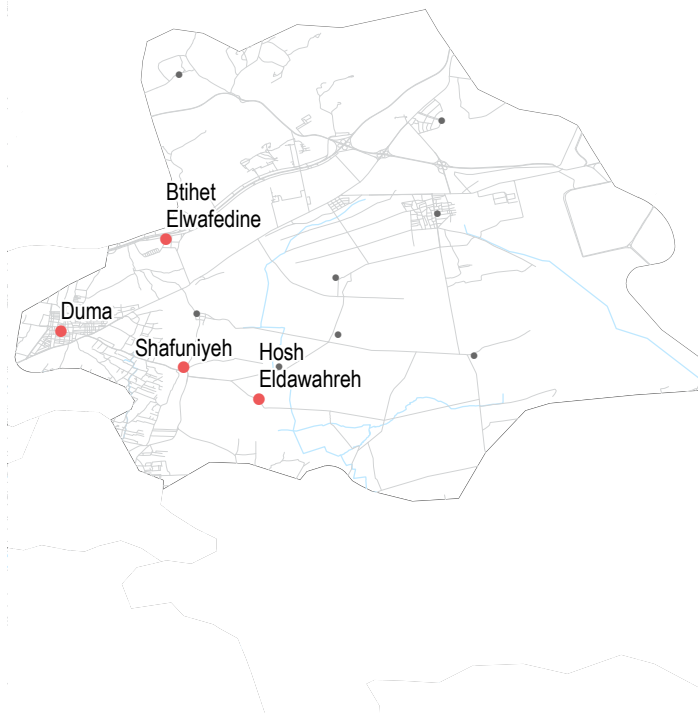 Btihet
Elwafedine
Duma
Shafuniyeh
Hosh
Eldawahreh